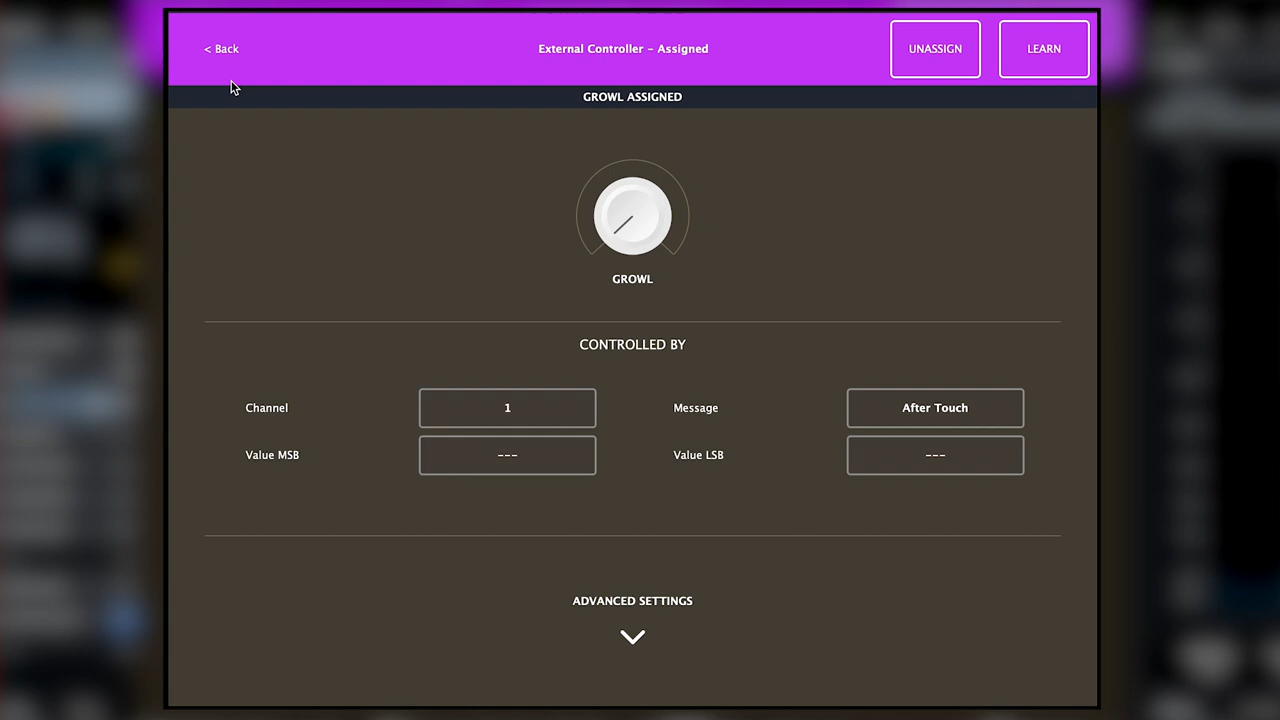 < Back
External Controller – Assigned
UNASSIGN
LEARN
GROWL ASSIGNED
GROWL
CONTROLLED BY
Channel
1
Message
After Touch
Value MSB
---
Value LSB
---
ADVANCED SETTINGS